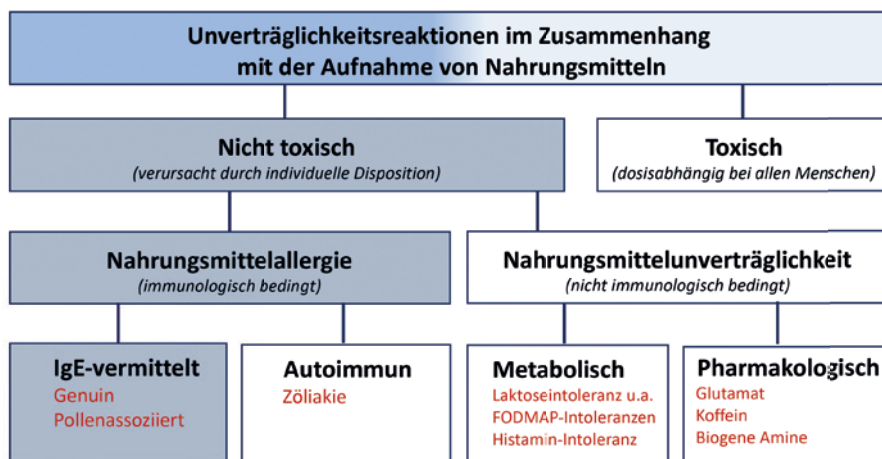 Unverträglichkeitsreaktionen im Zusammenhang
mit der Aufnahme von Nahrungsmitteln
Nicht toxisch
(verursacht durch individuelle Disposition)
Toxisch
(dosisabhängig bei allen Menschen)
Nahrungsmittelallergie
(immunologisch bedingt)
Nahrungsmittelunverträglichkeit
(nicht immunologisch bedingt)
IgE-vermittelt
Genuin
Pollenassoziiert
Autoimmun
Zöliakie
Metabolisch
Laktoseintoleranz u.a.
FODMAP-Intoleranzen
Histamin-Intoleranz
Pharmakologisch
Glutamat
Koffein
Biogene Amine